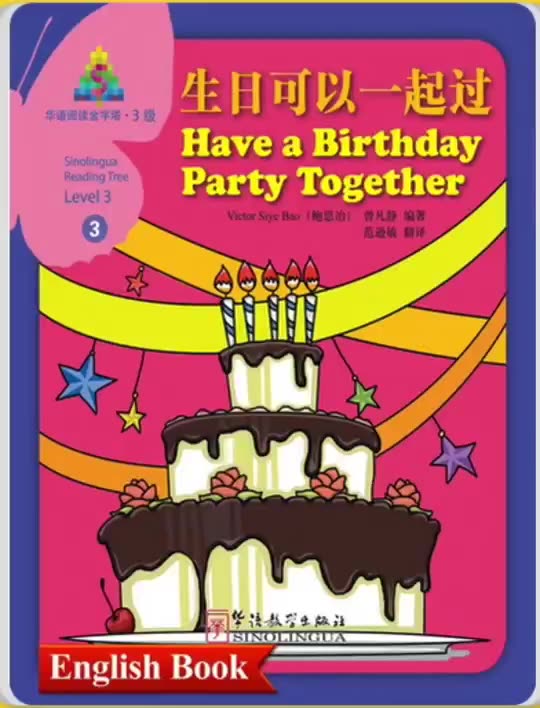 华语阅读金字塔·3级
Sinolingua
Reading Tree
Level 3
3
生日可以一起过
Have a Birthday
Party Together
Victor Siye Bao（鲍思冶） 曾凡静 编著
范逊敏 翻译
华语教学出版社
SINOLINGUA
English Book